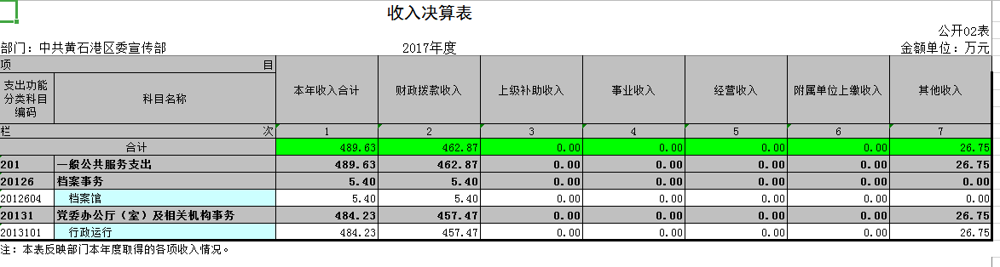 收入决算表
公开02表
部门：中共黄石港区委宣传部 2017年度 金额单位：万元
项 目 本年收入合计 财政拨款收入 上级补助收入 事业收入 经营收入 附属单位上缴收入 其他收入
支出功能分类科目编码 科目名称
栏 次 1 2 3 4 5 6 7
合计 489.63 462.87 0.00 0.00 0.00 0.00 26.75
201 一般公共服务支出 489.63 462.87 0.00 0.00 0.00 0.00 26.75
20126 档案事务 5.40 5.40 0.00 0.00 0.00 0.00 0.00
2012604 档案馆 5.40 5.40 0.00 0.00 0.00 0.00 0.00
20131 党委办公厅（室）及相关机构事务 484.23 457.47 0.00 0.00 0.00 0.00 26.75
2013101 行政运行 484.23 457.47 0.00 0.00 0.00 0.00 26.75
注：本表反映部门本年度取得的各项收入情况。